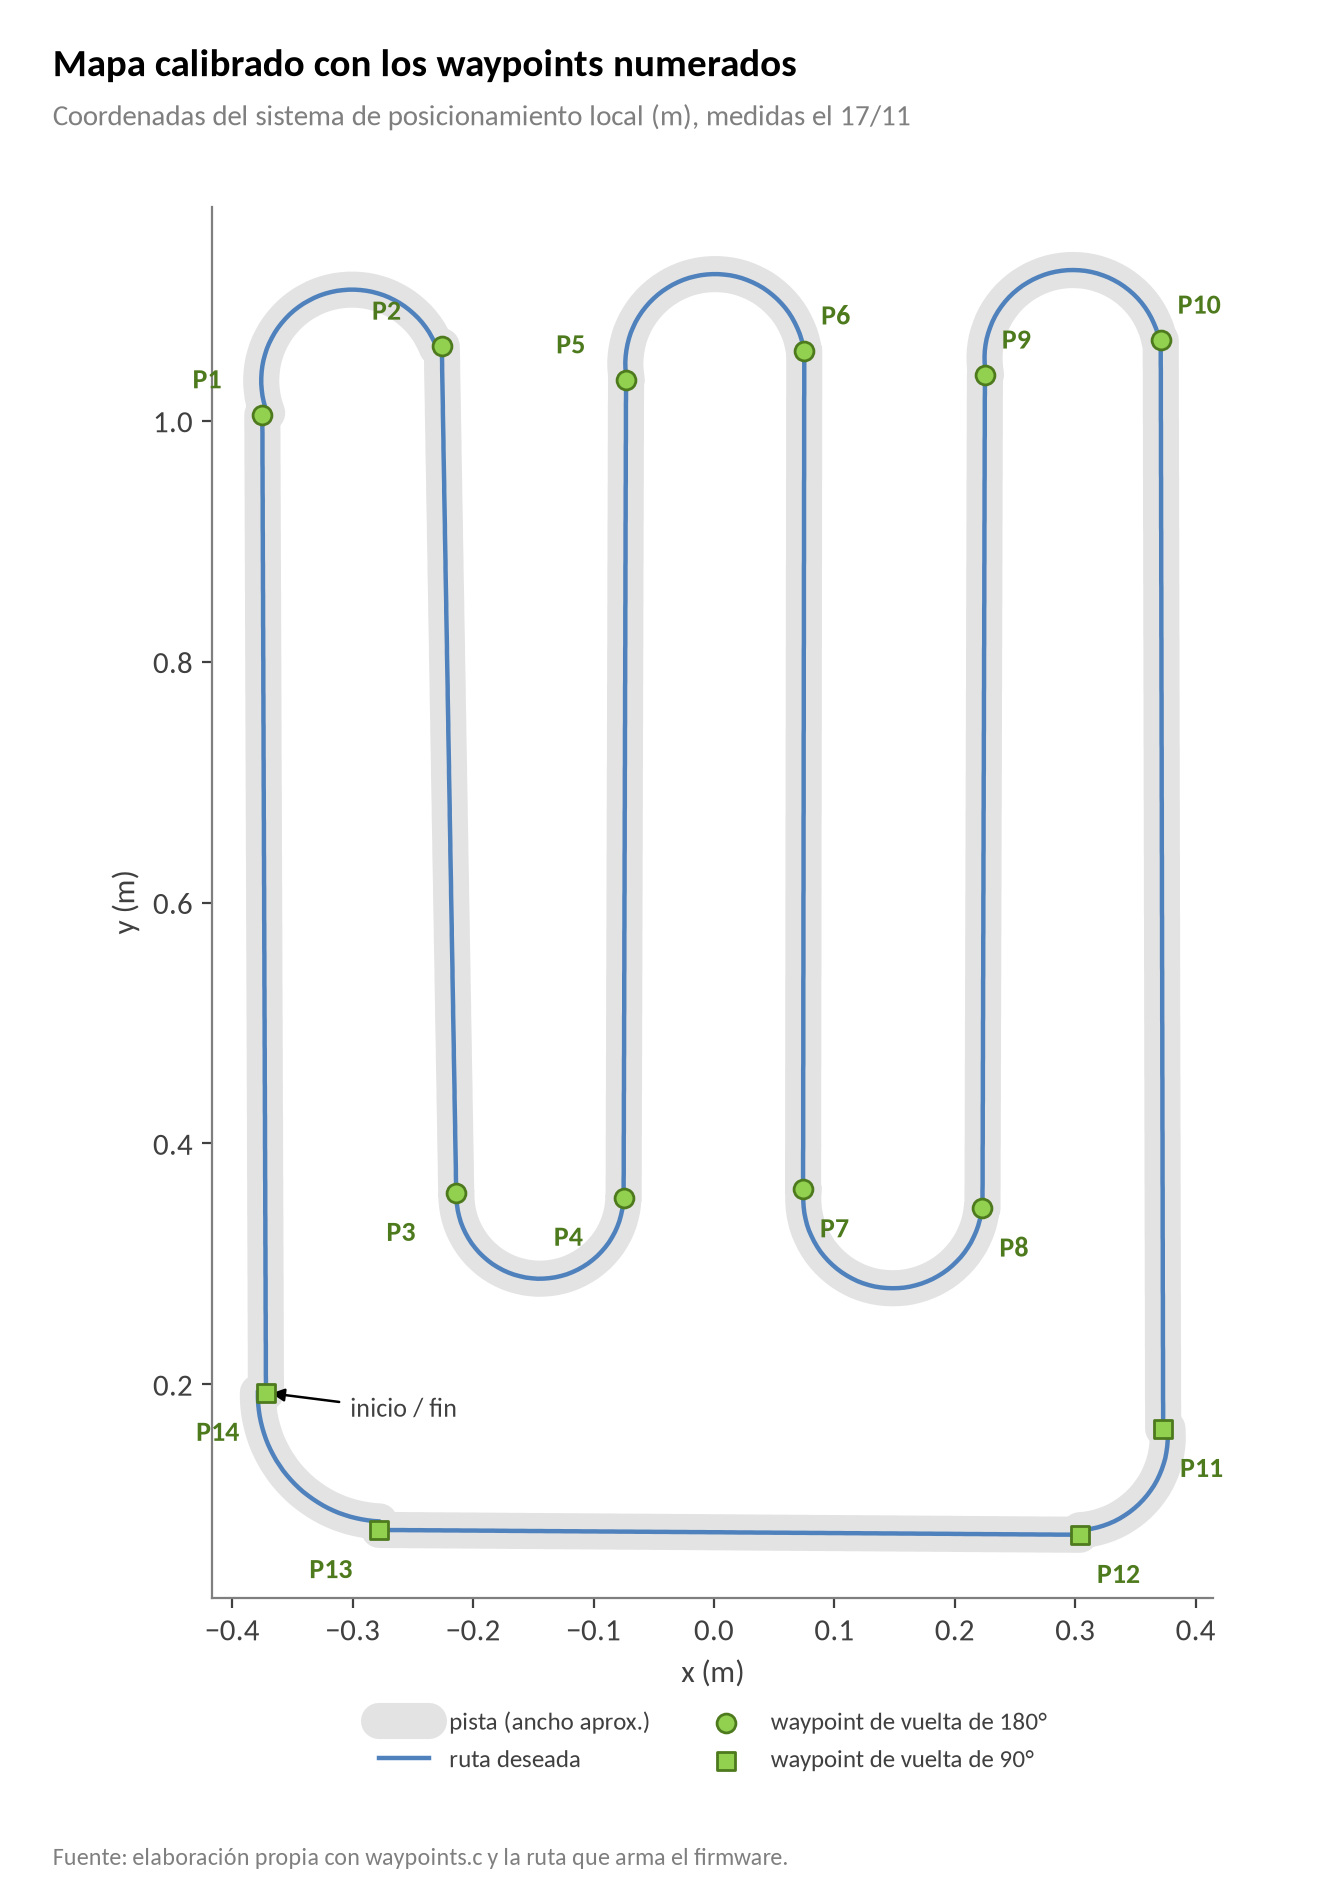 Mapa calibrado con los waypoints numerados
Coordenadas del sistema de posicionamiento local (m), medidas el 17/11
P10
P2
P6
P9
P5
P1
1.0
0.8
y (m)
0.6
0.4
P7
P3
P4
P8
0.2
inicio / fin
P14
P11
P13
P12
−0.4 −0.3 −0.2 −0.1 0.0 0.1 0.2 0.3 0.4
x (m)
pista (ancho aprox.)
ruta deseada
waypoint de vuelta de 180°
waypoint de vuelta de 90°
Fuente: elaboración propia con waypoints.c y la ruta que arma el firmware.